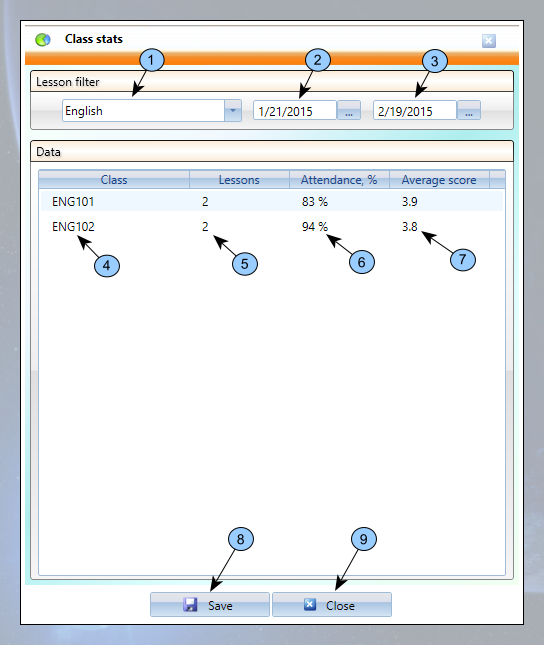 Class stats
1 2 3
Lesson filter
English 1/21/2015 ... 2/19/2015 ...
Data
Class Lessons Attendance, % Average score
ENG101 2 83 % 3.9
ENG102 2 94 % 3.8
4 5 6 7
8 9
Save Close